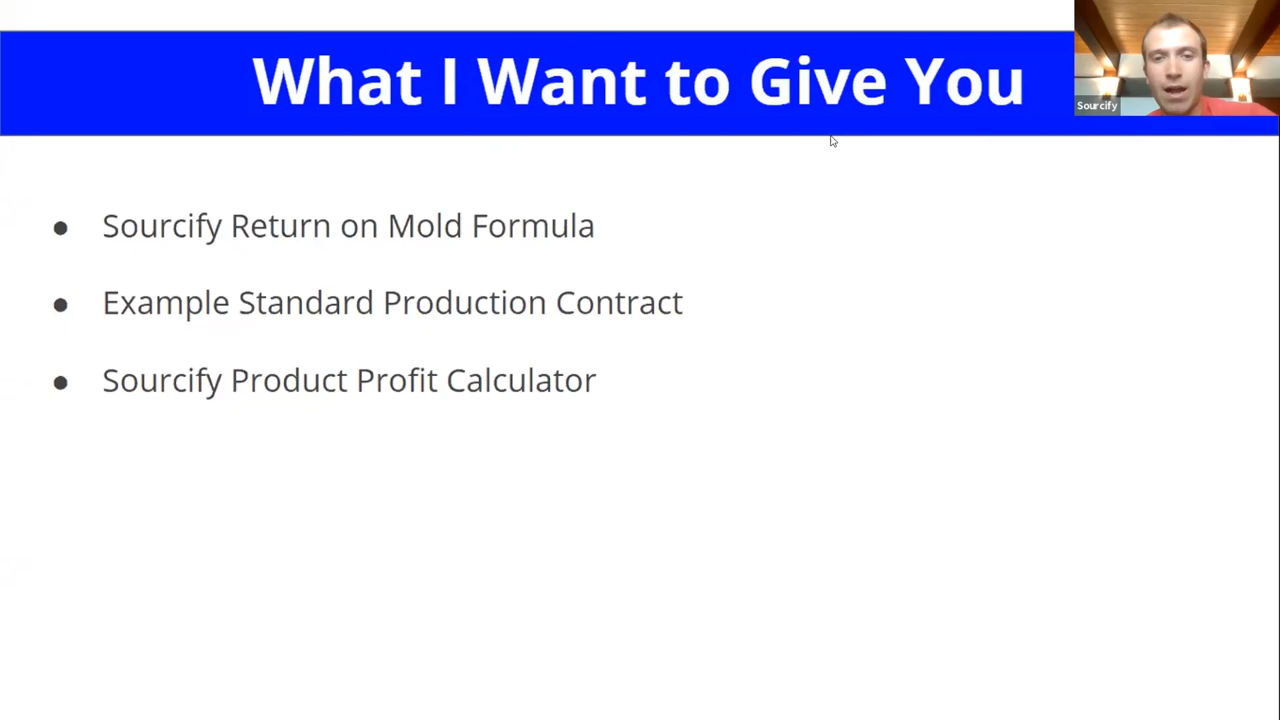 What I Want to Give You
Sourcify
● Sourcify Return on Mold Formula
● Example Standard Production Contract
● Sourcify Product Profit Calculator